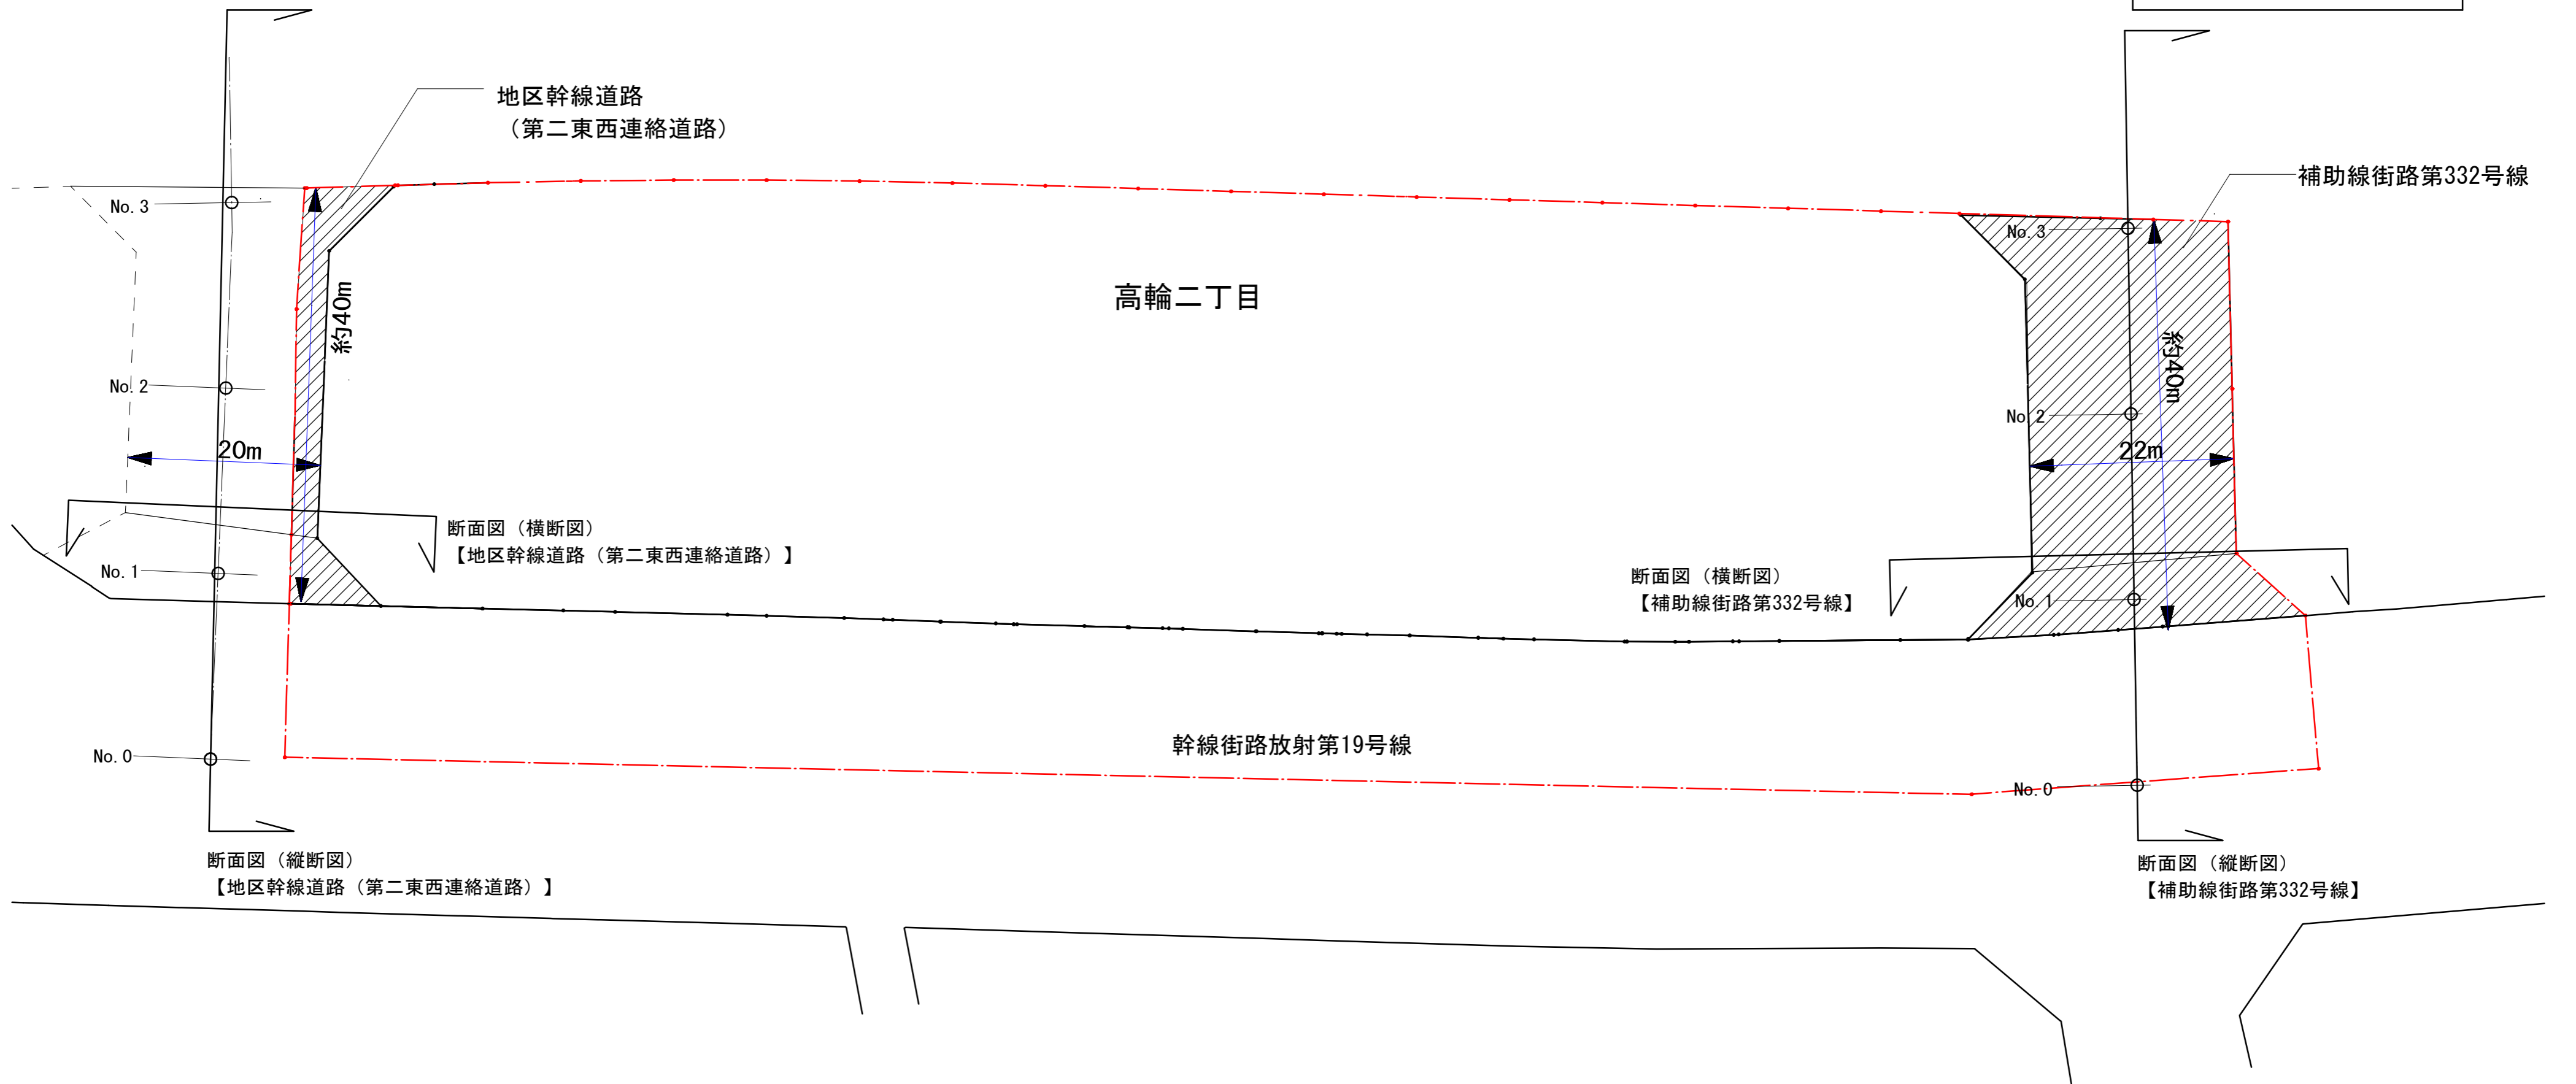 地区幹線道路
（第二東西連絡道路）
補助線街路第332号線
No.3
No.3
高輪二丁目
約40m
約40m
No.2
No.2
20m
22m
断面図（横断図）
【地区幹線道路（第二東西連絡道路）】
No.1
断面図（横断図）
【補助線街路第332号線】
No.1
幹線街路放射第19号線
No.0
No.0
断面図（縦断図）
【地区幹線道路（第二東西連絡道路）】
断面図（縦断図）
【補助線街路第332号線】